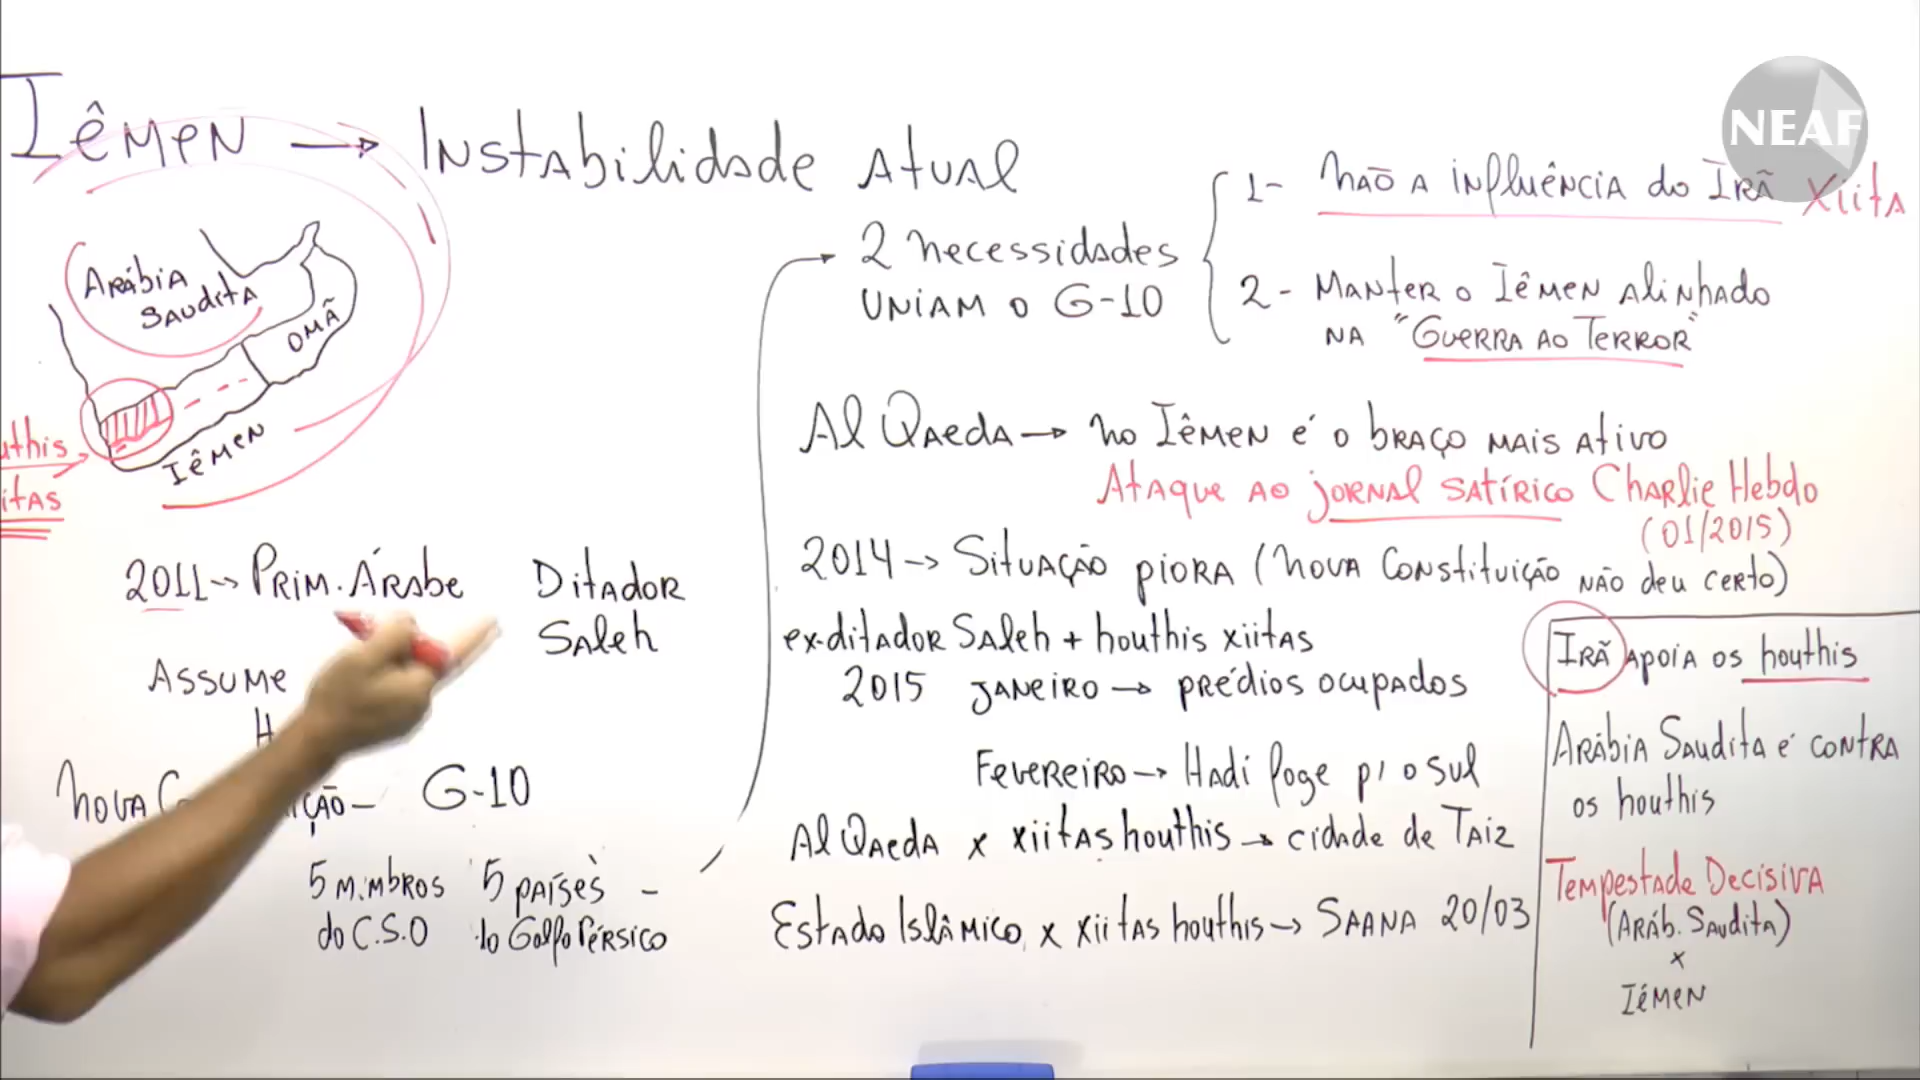 NEAF
Iêmen → Instabilidade Atual
Arábia
Saudita
Omã
Iêmen
2011 → Prim. Árabe
Ditador
Saleh
Assume
Nova
G-10
5 m.mbros
do C.S.O
5 países -
do Golfo Pérsico
2 necessidades
uniam o G-10
1- não a influência do Irã Xiita
2- Manter o Iêmen alinhado
na "Guerra ao Terror"
Al Qaeda → no Iêmen é o braço mais ativo
Ataque ao jornal satírico Charlie Hebdo
(01/2015)
2014 → Situação piora (nova Constituição não deu certo)
ex-ditador Saleh + houthis xiitas
2015 janeiro → prédios ocupados
Fevereiro → Hadi foge p/ o sul
Al Qaeda x xiitas houthis → cidade de Taiz
Estado Islâmico x xiitas houthis → Saana 20/03
Irã apoia os houthis
Arábia Saudita é contra
os houthis
Tempestade Decisiva
(Aráb. Saudita)
x
Iémen